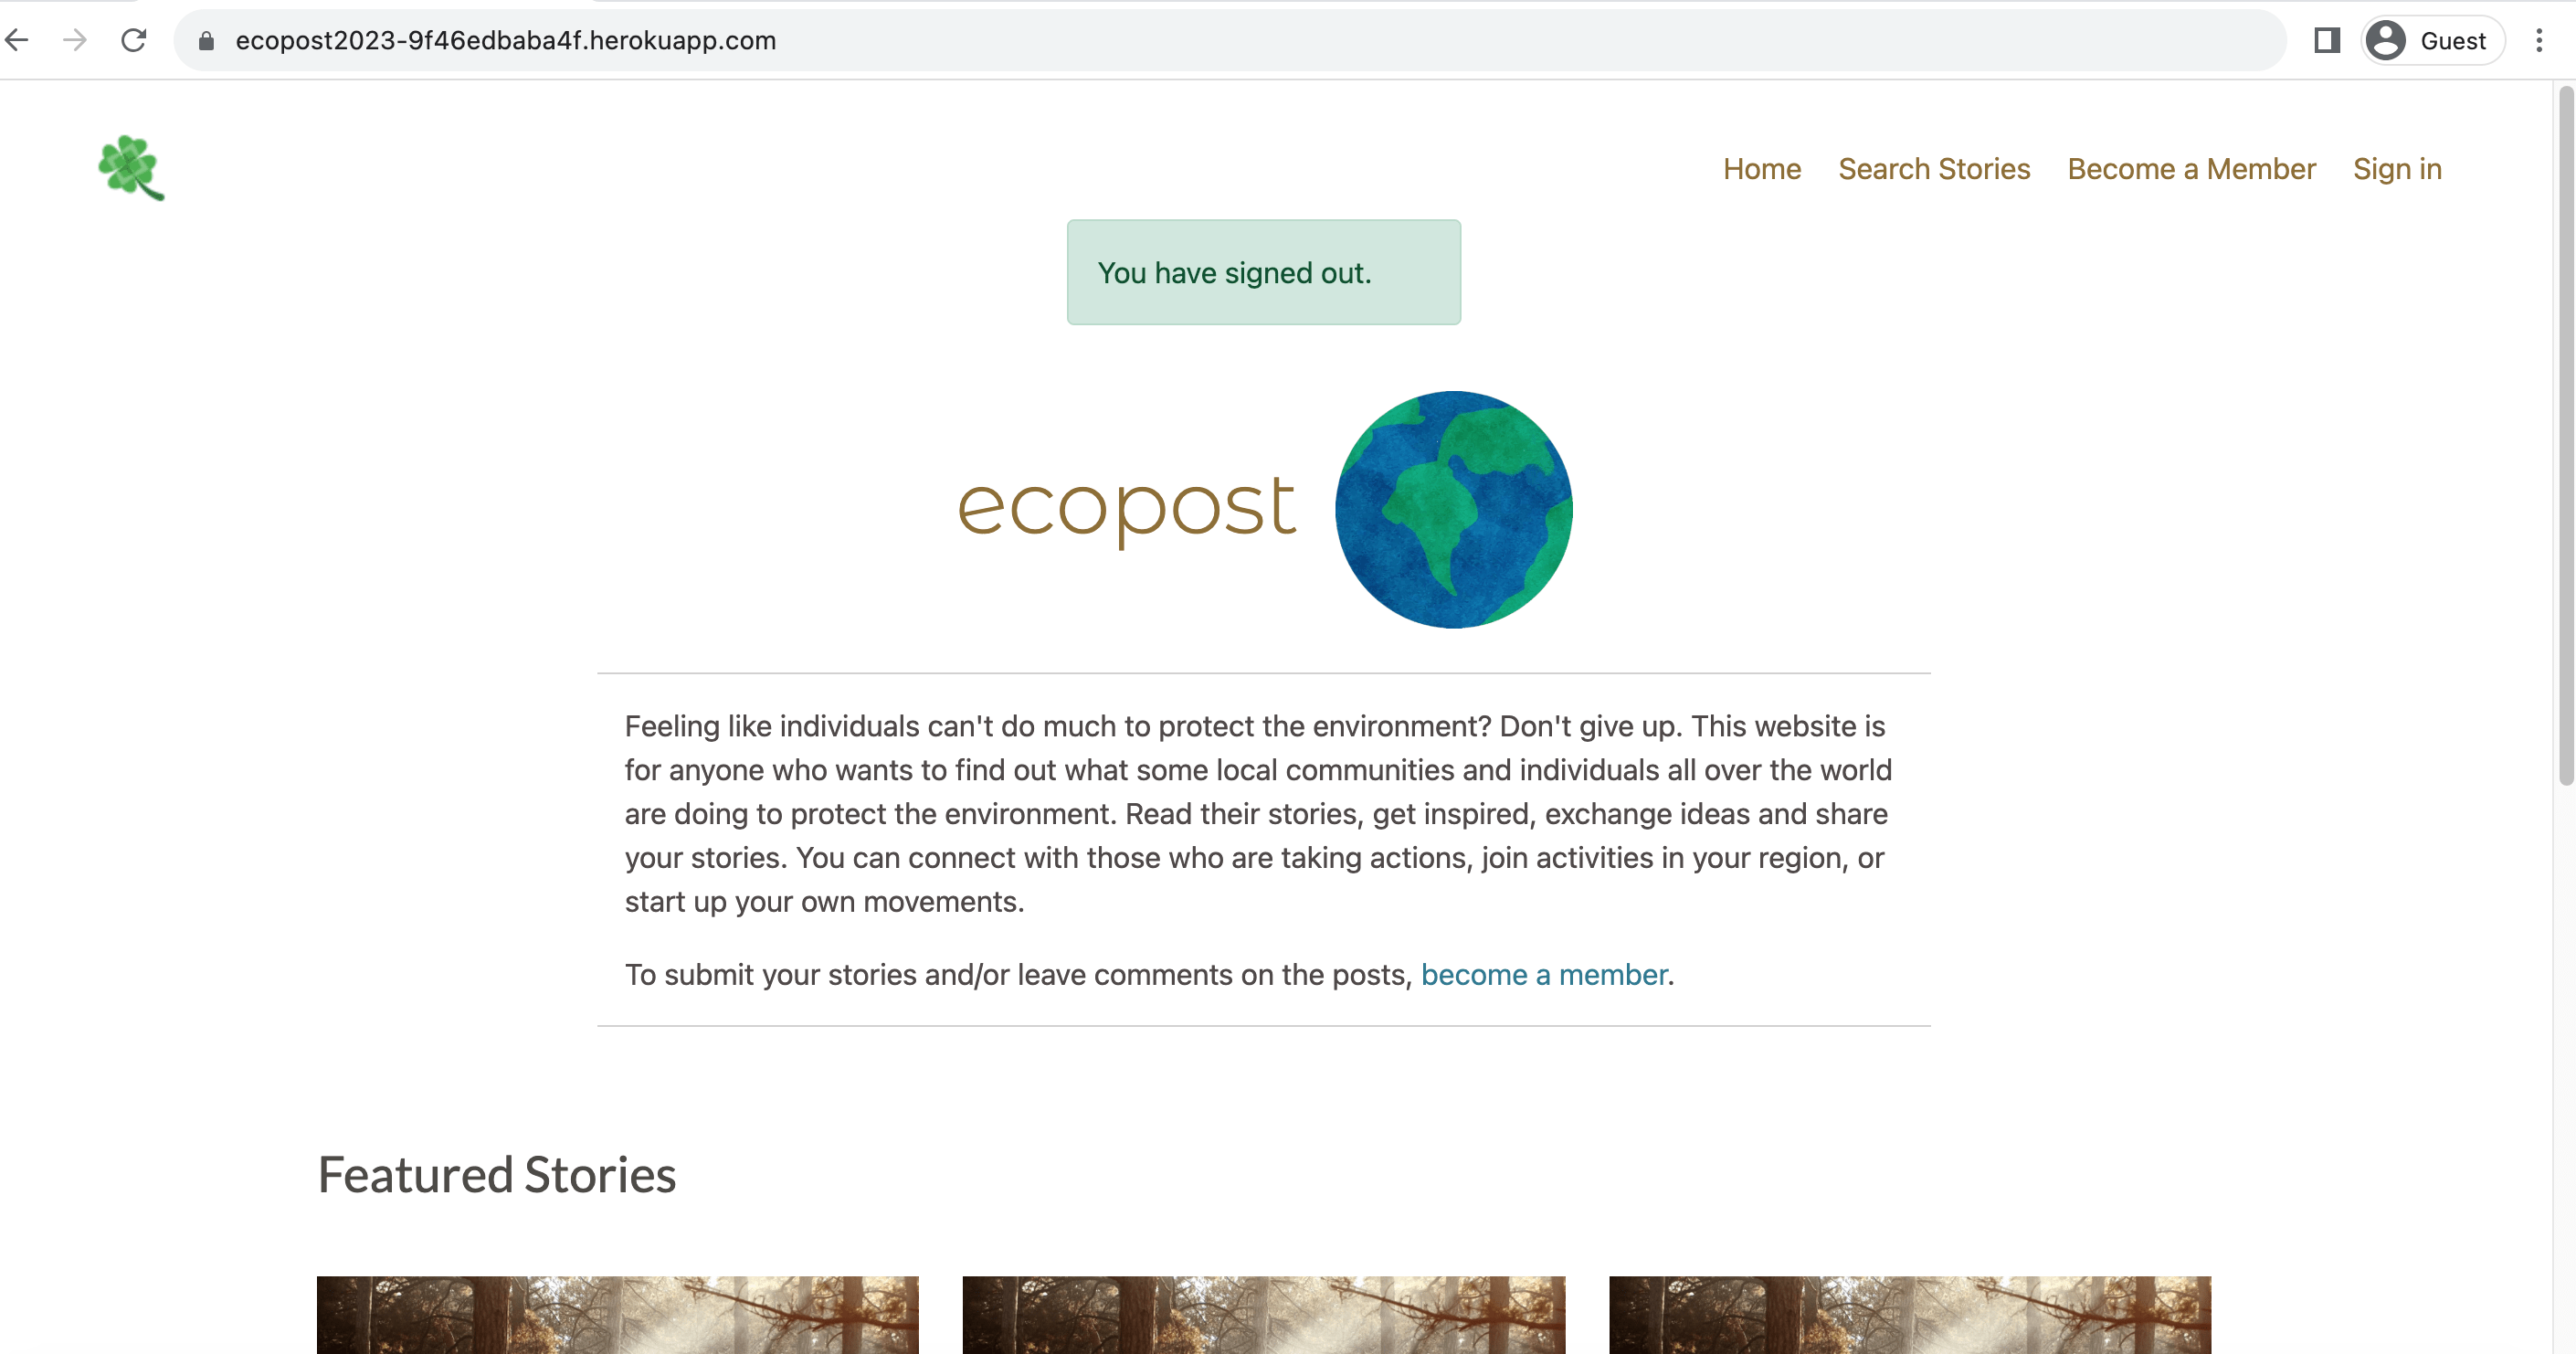 ecopost2023-9f46edbaba4f.herokuapp.com
Guest
Home Search Stories Become a Member Sign in
You have signed out.
ecopost
Feeling like individuals can't do much to protect the environment? Don't give up. This website is
for anyone who wants to find out what some local communities and individuals all over the world
are doing to protect the environment. Read their stories, get inspired, exchange ideas and share
your stories. You can connect with those who are taking actions, join activities in your region, or
start up your own movements.
To submit your stories and/or leave comments on the posts, become a member.
Featured Stories